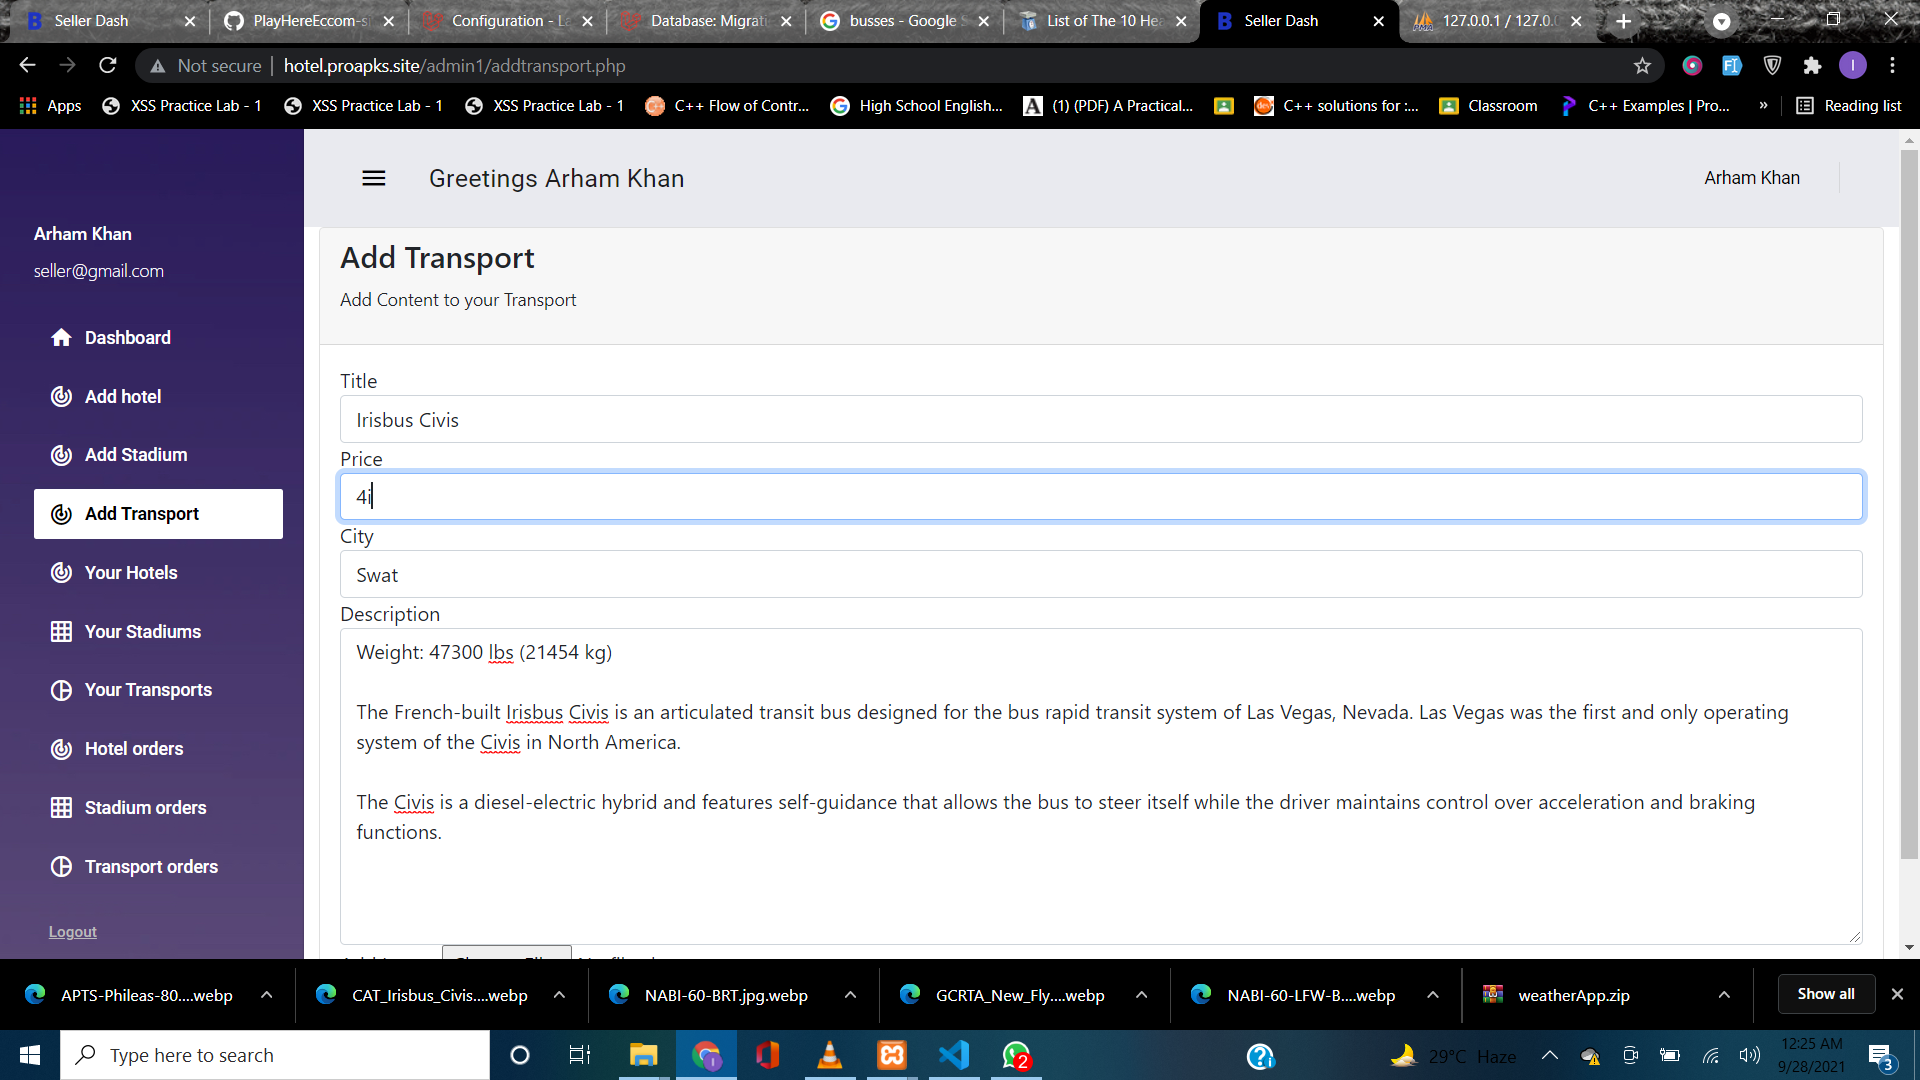 Seller Dash
PlayHereEccom-s
Configuration - La
Database: Migrati
busses - Google S
List of The 10 Hea
Seller Dash
127.0.0.1 / 127.0.0
Not secure
hotel.proapks.site/admin1/addtransport.php
I
Apps
XSS Practice Lab - 1
XSS Practice Lab - 1
XSS Practice Lab - 1
C++ Flow of Contr...
High School English...
(1) (PDF) A Practical...
C++ solutions for :...
Classroom
C++ Examples | Pro...
»
Reading list
Greetings Arham Khan
Arham Khan
Arham Khan
seller@gmail.com
Dashboard
Add hotel
Add Stadium
Add Transport
Your Hotels
Your Stadiums
Your Transports
Hotel orders
Stadium orders
Transport orders
Logout
Add Transport
Add Content to your Transport
Title
Irisbus Civis
Price
4i
City
Swat
Description
Weight: 47300 lbs (21454 kg)
The French-built Irisbus Civis is an articulated transit bus designed for the bus rapid transit system of Las Vegas, Nevada. Las Vegas was the first and only operating
system of the Civis in North America.
The Civis is a diesel-electric hybrid and features self-guidance that allows the bus to steer itself while the driver maintains control over acceleration and braking
functions.
APTS-Phileas-80....webp
CAT_Irisbus_Civis....webp
NABI-60-BRT.jpg.webp
GCRTA_New_Fly....webp
NABI-60-LFW-B....webp
weatherApp.zip
Show all
Type here to search
2
29°C Haze
12:25 AM
9/28/2021
3